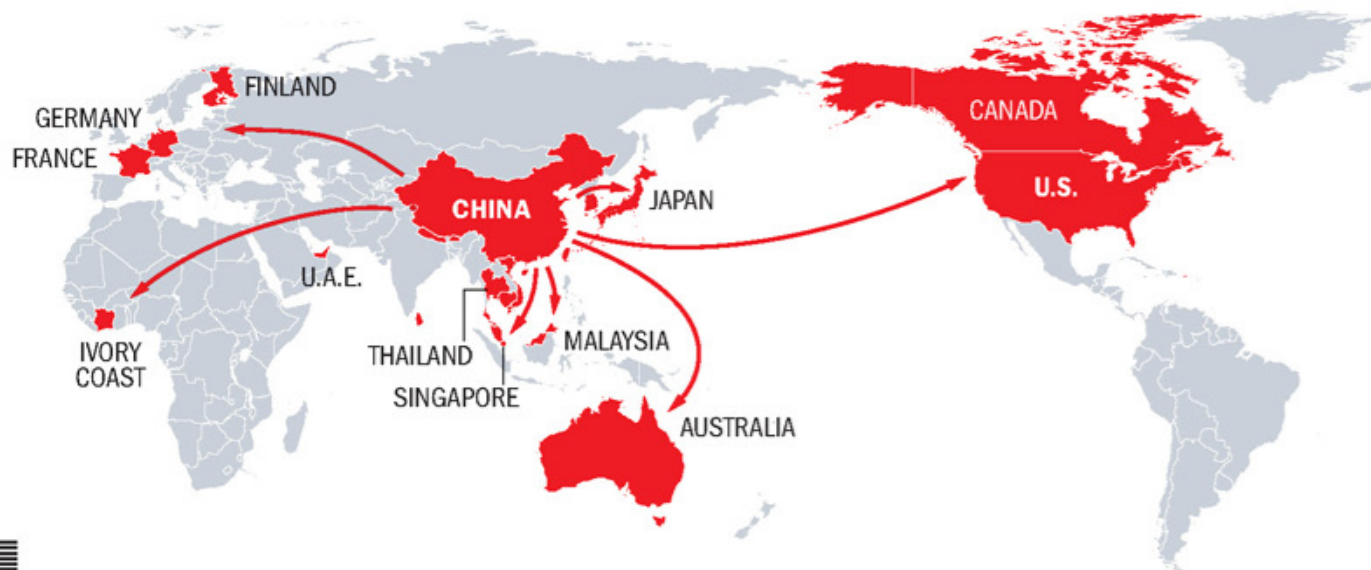 FINLAND
GERMANY
FRANCE
CANADA
U.S.
CHINA
JAPAN
U.A.E.
THAILAND
MALAYSIA
SINGAPORE
IVORY
COAST
AUSTRALIA